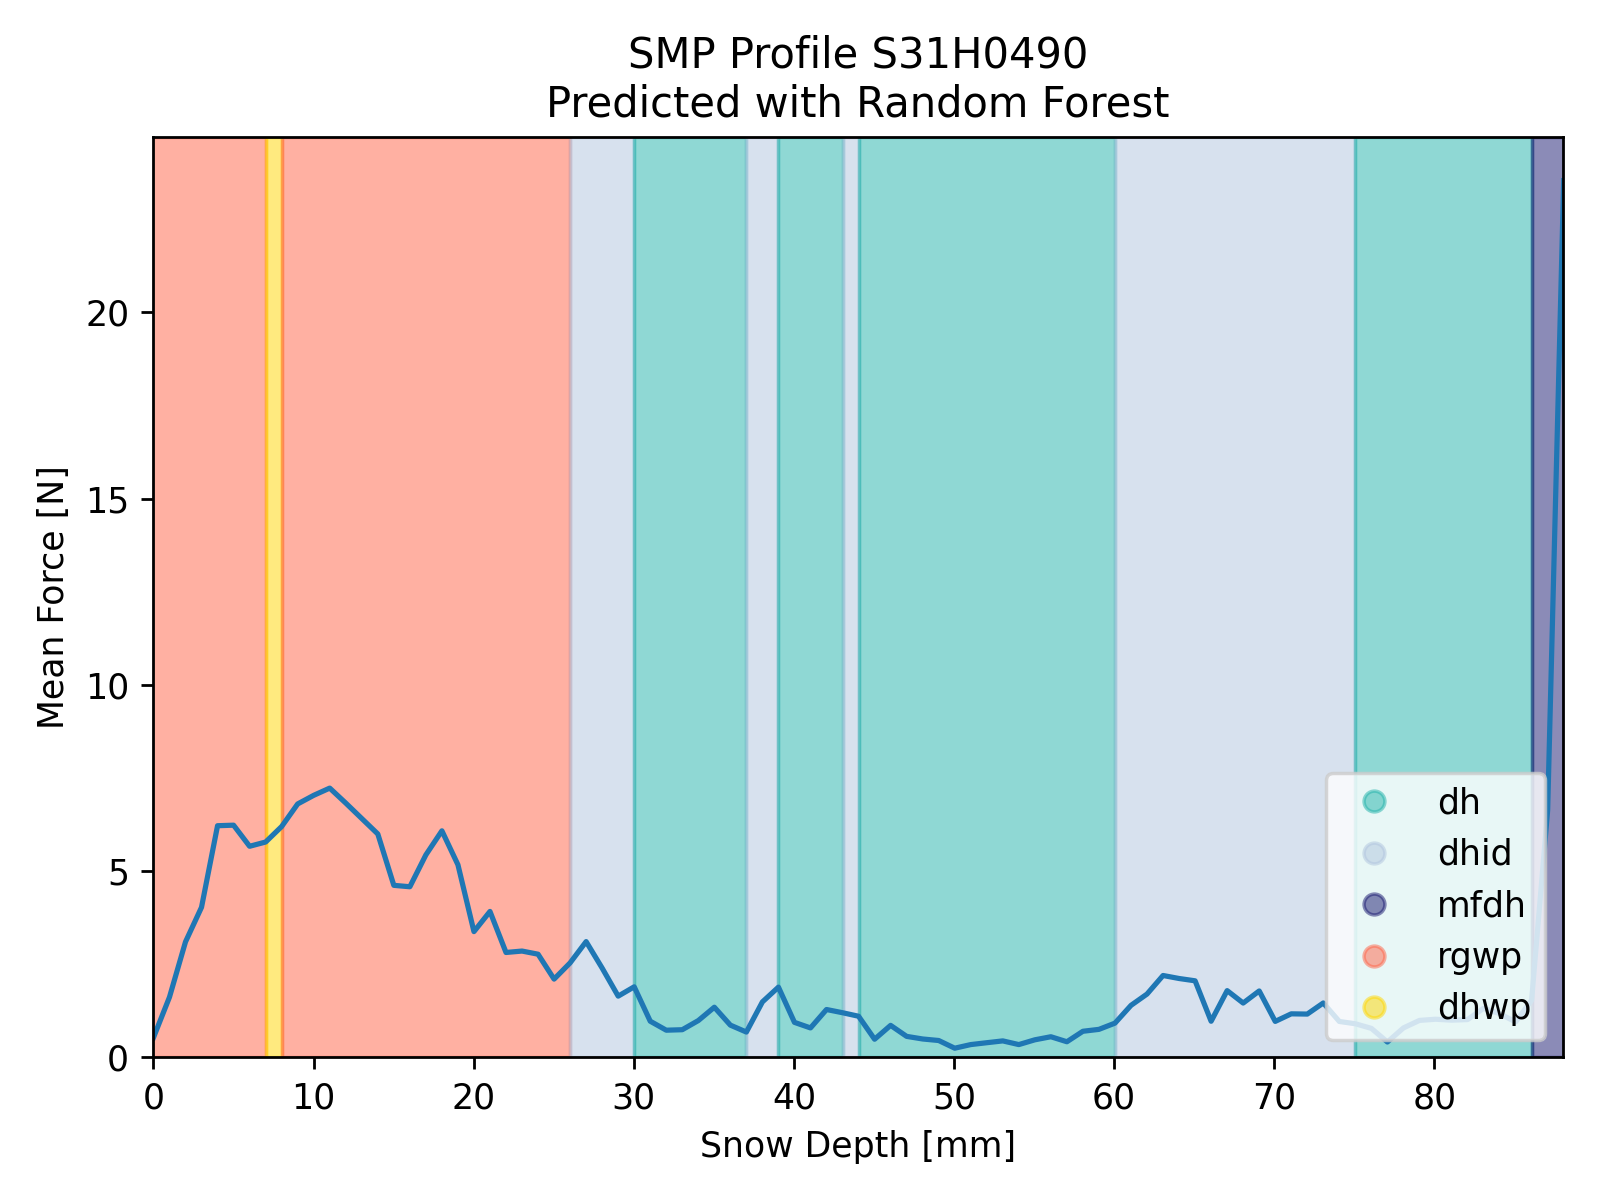 SMP Profile S31H0490
Predicted with Random Forest
Mean Force [N]
20
15
10
5
0
0 10 20 30 40 50 60 70 80
Snow Depth [mm]
dh
dhid
mfdh
rgwp
dhwp